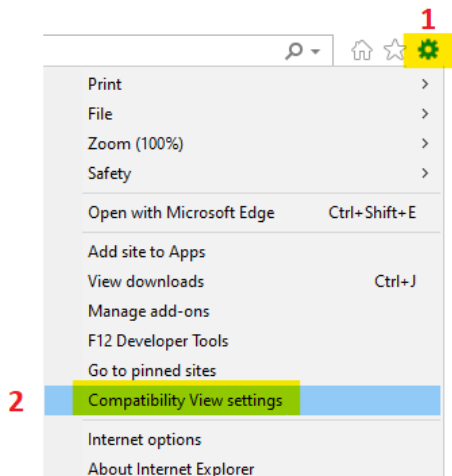 1
Print
File
Zoom (100%)
Safety
Open with Microsoft Edge Ctrl+Shift+E
Add site to Apps
View downloads Ctrl+J
Manage add-ons
F12 Developer Tools
Go to pinned sites
2 Compatibility View settings
Internet options
About Internet Explorer